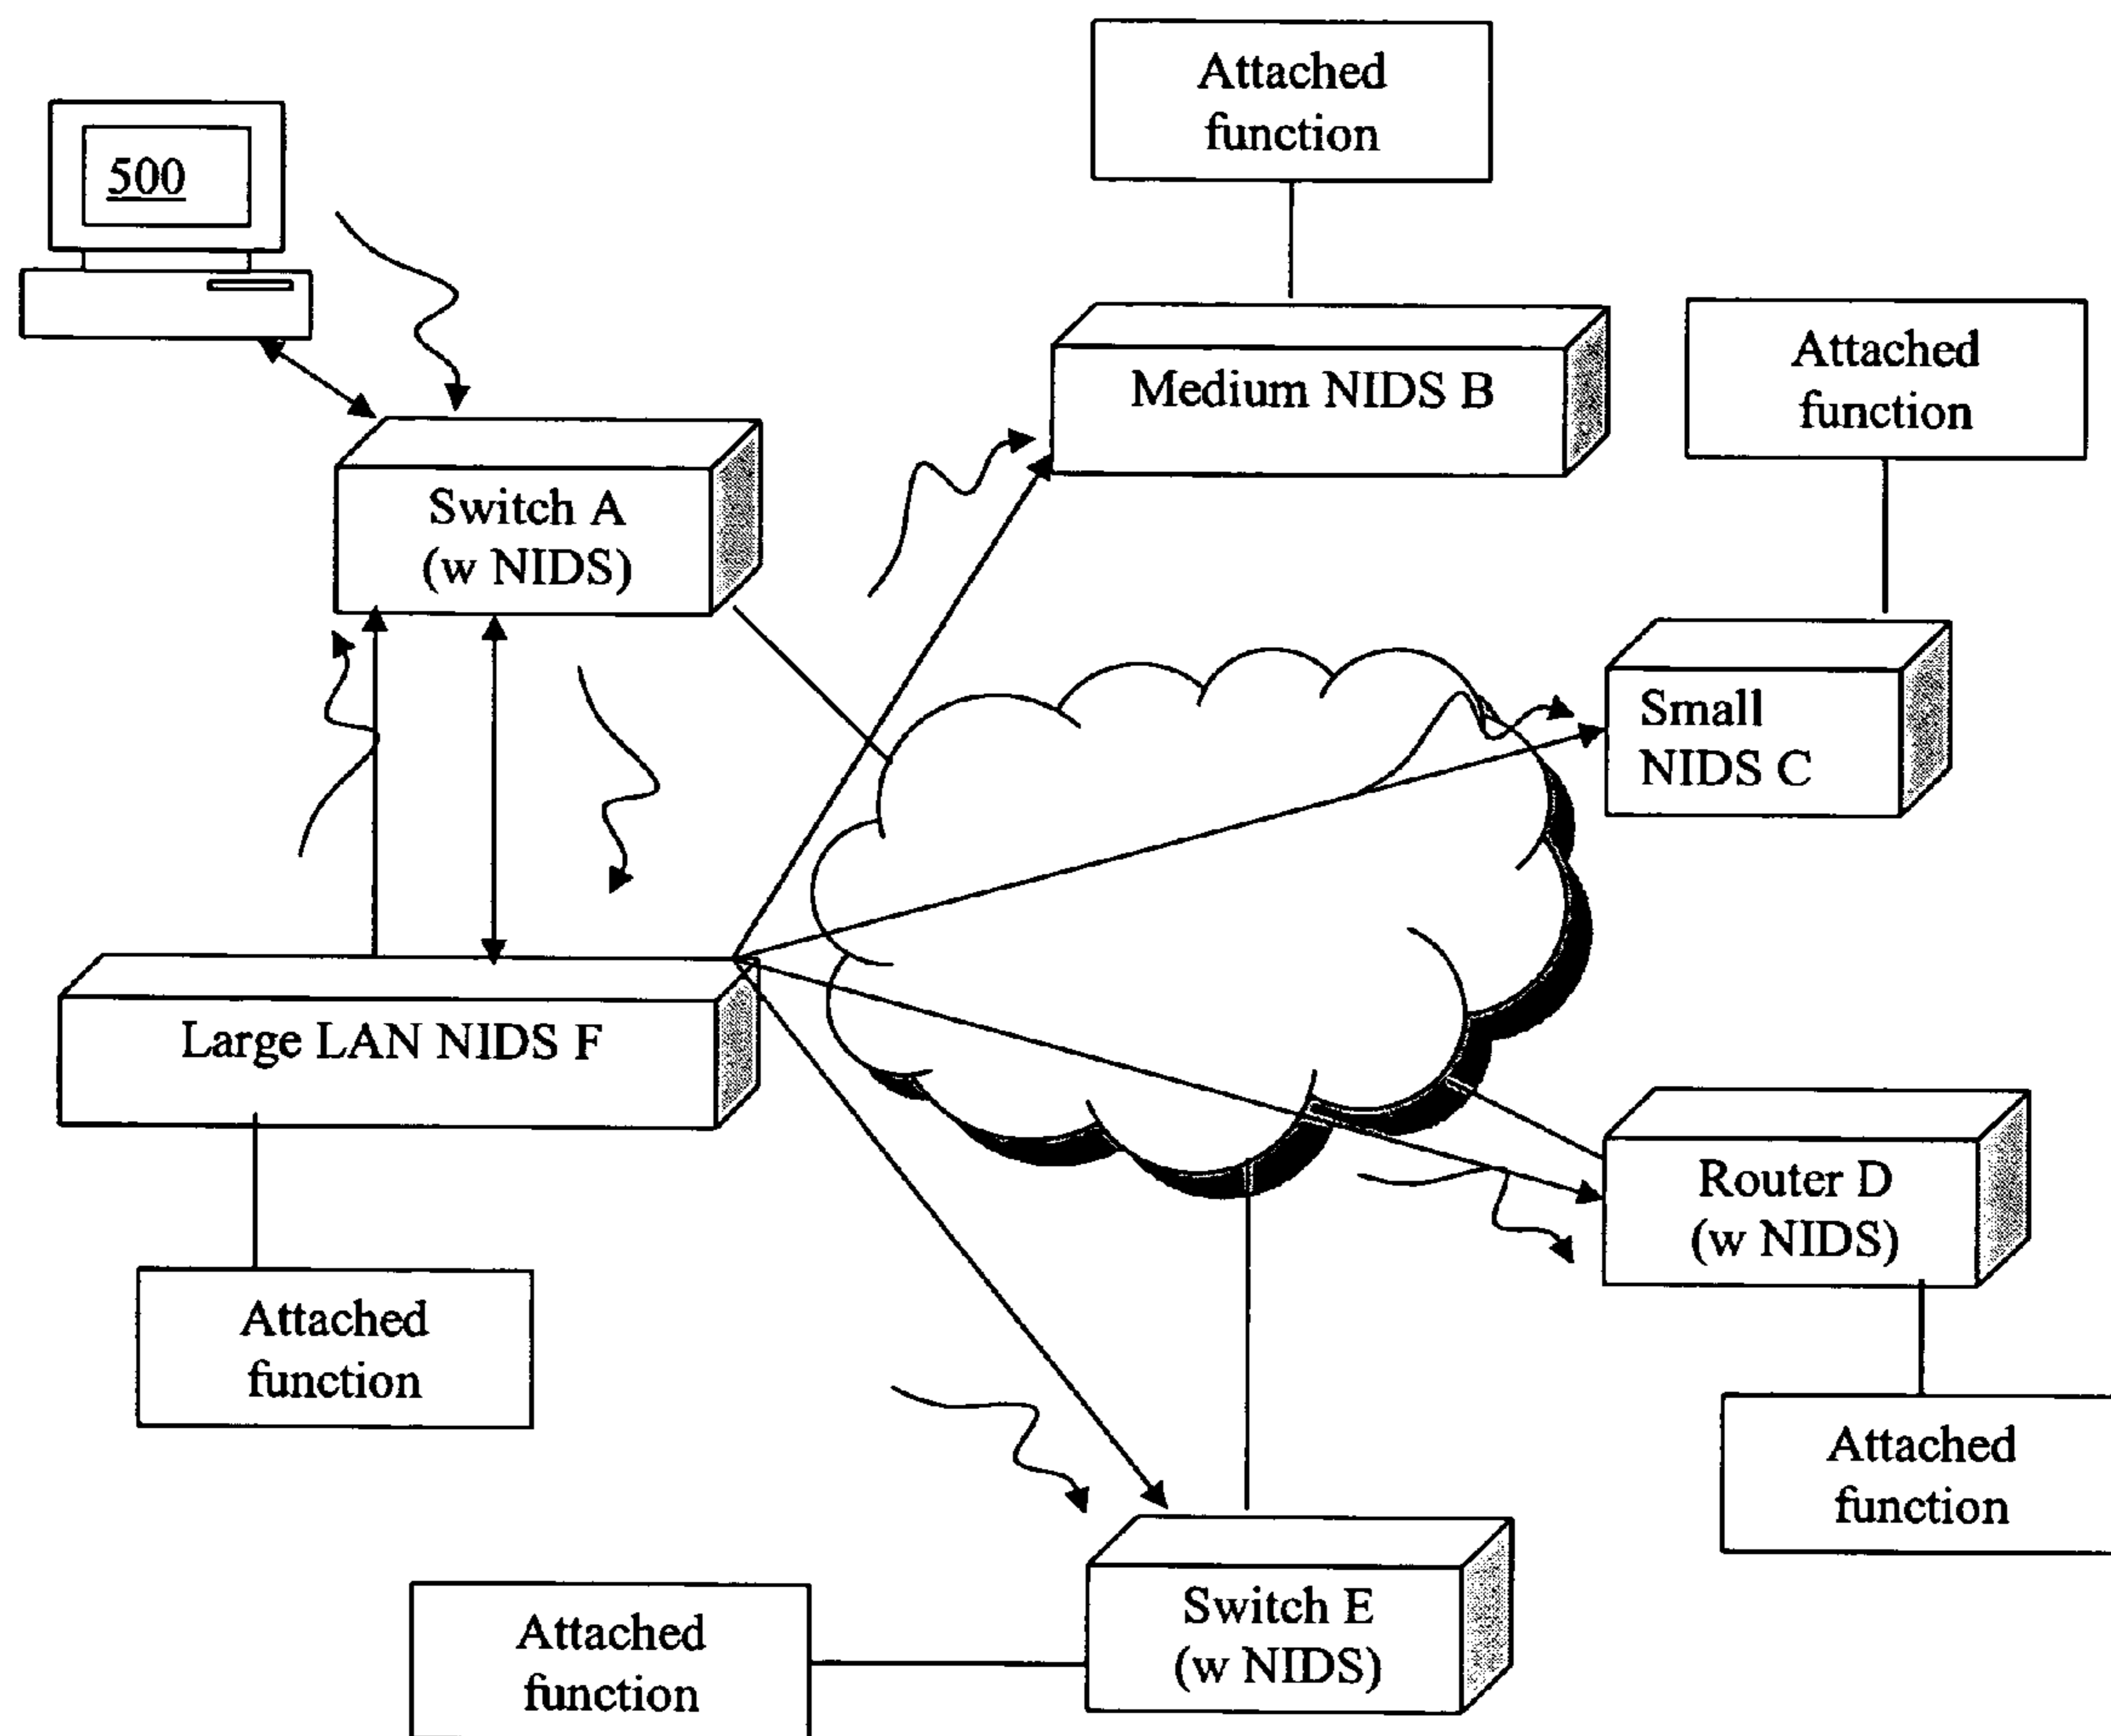 Attached
function
500
Medium NIDS B
Attached
function
Switch A
(w NIDS)
Small
NIDS C
Large LAN NIDS F
Router D
(w NIDS)
Attached
function
Attached
function
Switch E
(w NIDS)
Attached
function